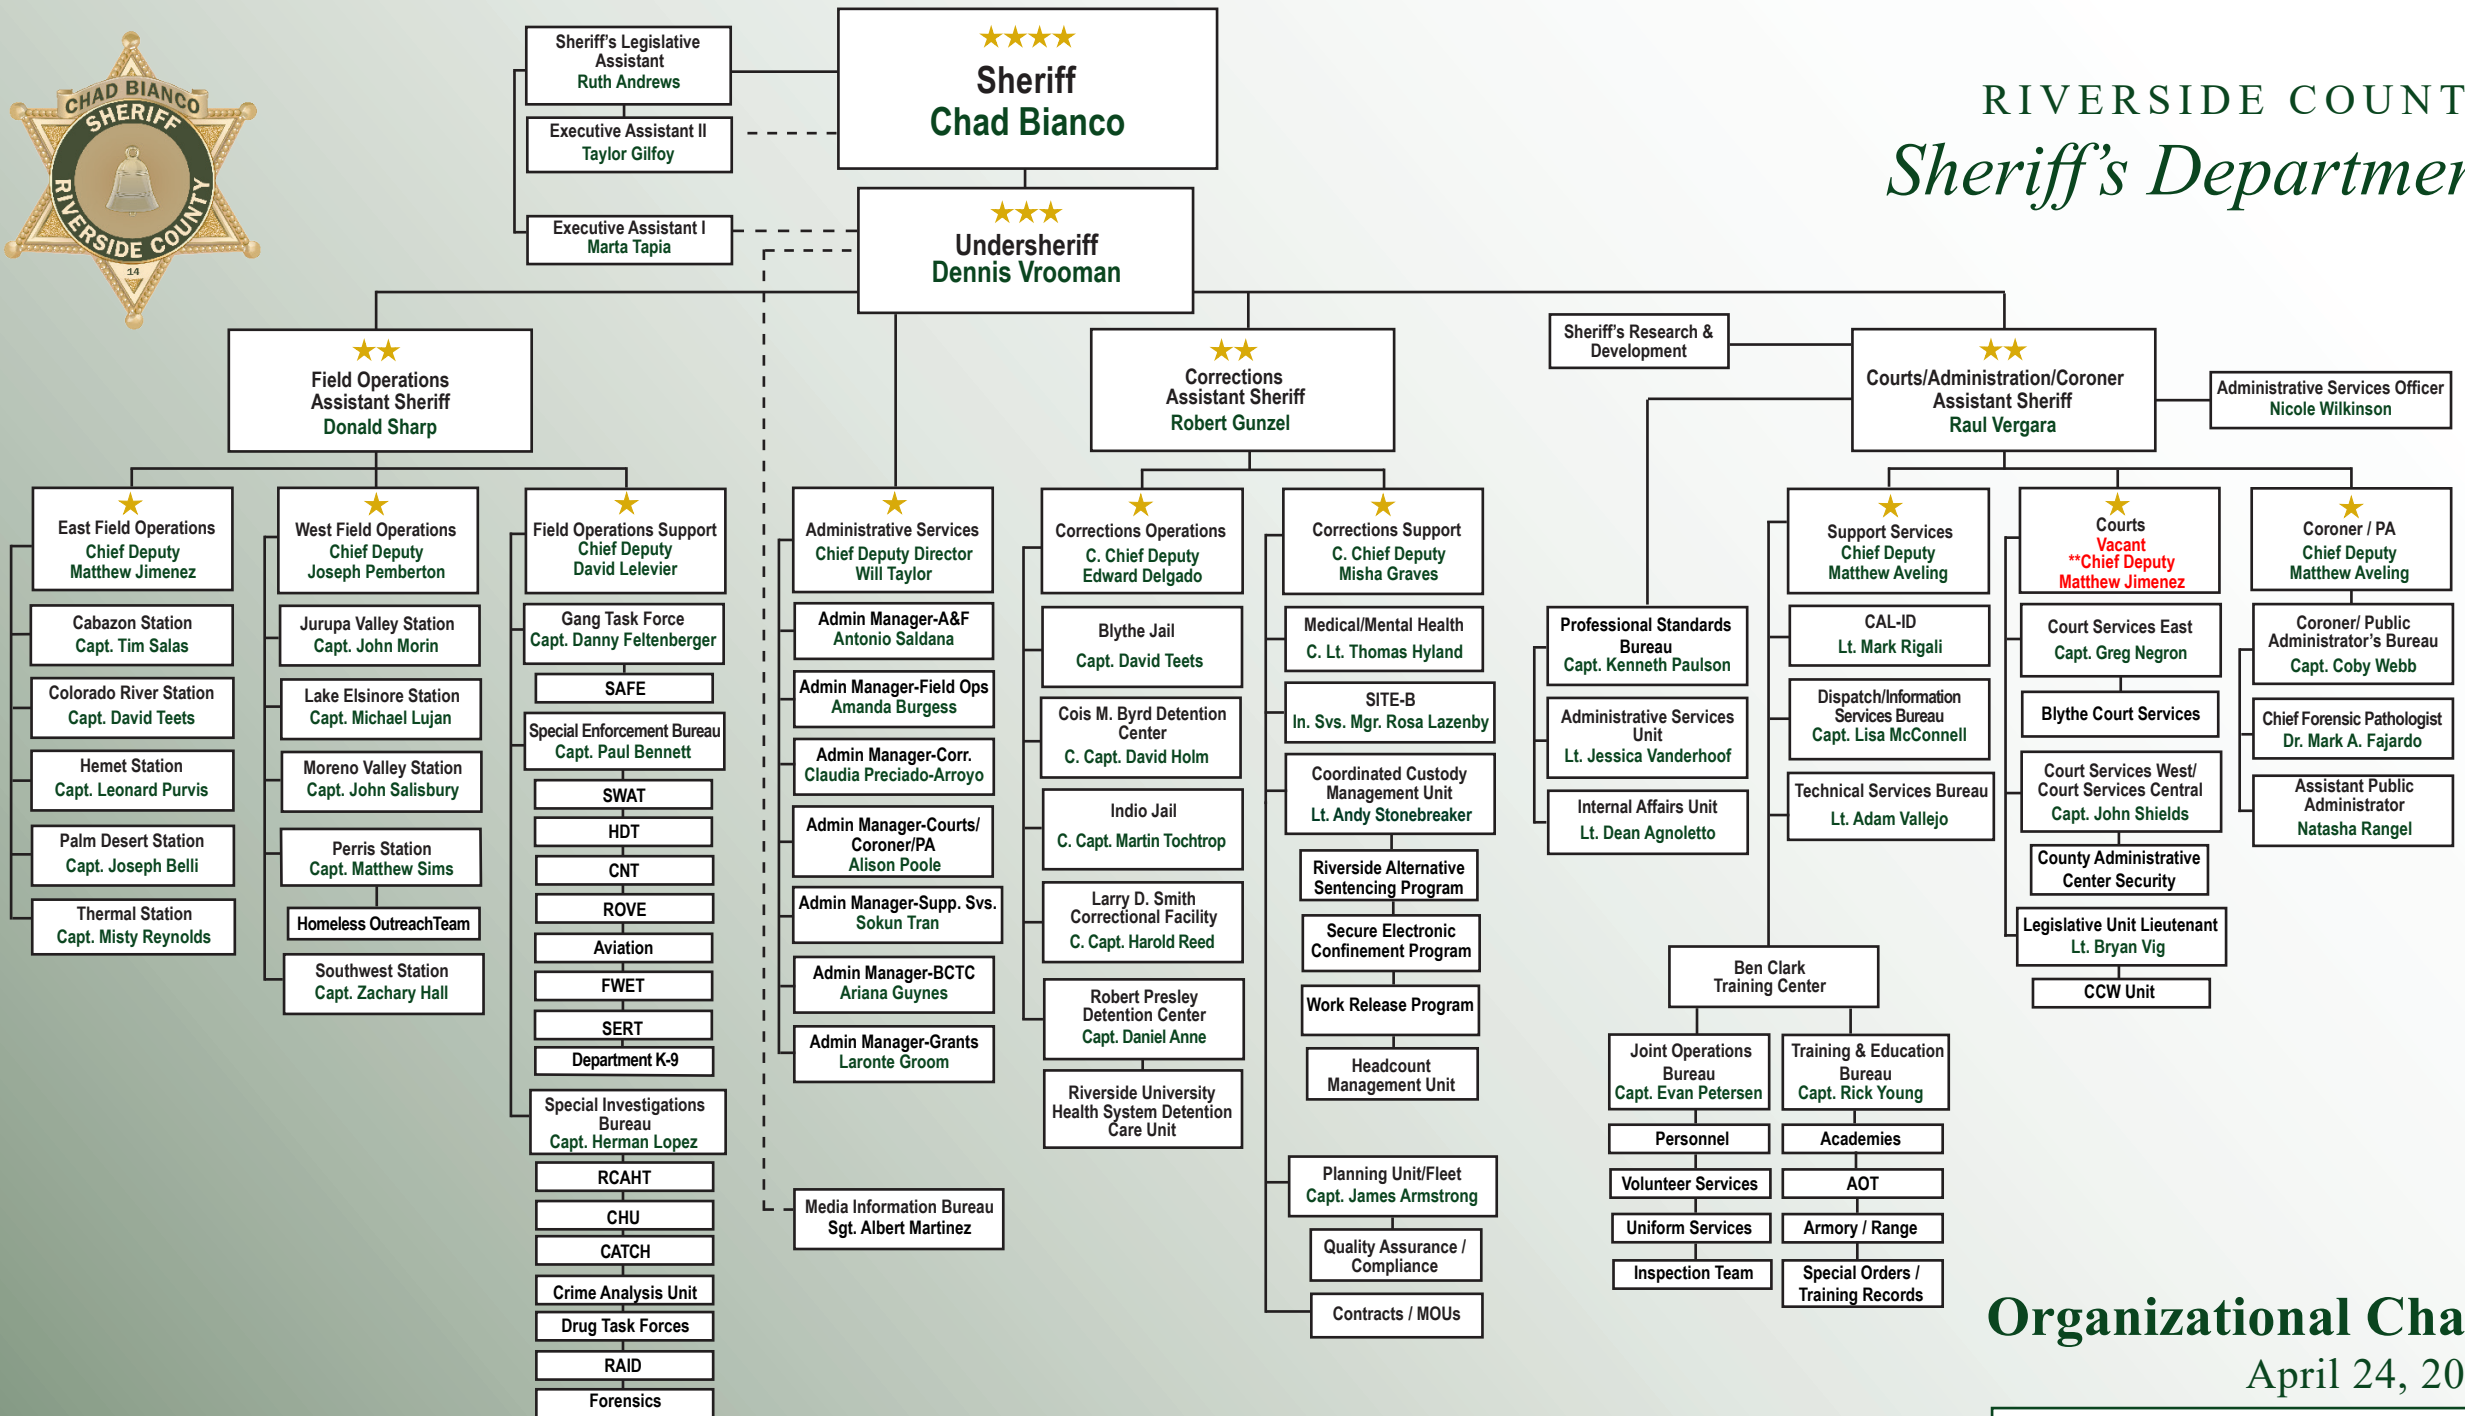 CHAD BIANCO
SHERIFF
RIVERSIDE COUNTY
14
RIVERSIDE COUNT
Sheriff's Departmen
Sheriff
Chad Bianco
Sheriff's Legislative
Assistant
Ruth Andrews
Executive Assistant II
Taylor Gilfoy
Executive Assistant I
Marta Tapia
Undersheriff
Dennis Vrooman
Field Operations
Assistant Sheriff
Donald Sharp
Corrections
Assistant Sheriff
Robert Gunzel
Sheriff's Research &
Development
Courts/Administration/Coroner
Assistant Sheriff
Raul Vergara
Administrative Services Officer
Nicole Wilkinson
East Field Operations
Chief Deputy
Matthew Jimenez
Cabazon Station
Capt. Tim Salas
Colorado River Station
Capt. David Teets
Hemet Station
Capt. Leonard Purvis
Palm Desert Station
Capt. Joseph Belli
Thermal Station
Capt. Misty Reynolds
West Field Operations
Chief Deputy
Joseph Pemberton
Jurupa Valley Station
Capt. John Morin
Lake Elsinore Station
Capt. Michael Lujan
Moreno Valley Station
Capt. John Salisbury
Perris Station
Capt. Matthew Sims
Homeless OutreachTeam
Southwest Station
Capt. Zachary Hall
Field Operations Support
Chief Deputy
David Lelevier
Gang Task Force
Capt. Danny Feltenberger
SAFE
Special Enforcement Bureau
Capt. Paul Bennett
SWAT
HDT
CNT
ROVE
Aviation
FWET
SERT
Department K-9
Special Investigations
Bureau
Capt. Herman Lopez
RCAHT
CHU
CATCH
Crime Analysis Unit
Drug Task Forces
RAID
Forensics
Administrative Services
Chief Deputy Director
Will Taylor
Admin Manager-A&F
Antonio Saldana
Admin Manager-Field Ops
Amanda Burgess
Admin Manager-Corr.
Claudia Preciado-Arroyo
Admin Manager-Courts/
Coroner/PA
Alison Poole
Admin Manager-Supp. Svs.
Sokun Tran
Admin Manager-BCTC
Ariana Guynes
Admin Manager-Grants
Laronte Groom
Media Information Bureau
Sgt. Albert Martinez
Corrections Operations
C. Chief Deputy
Edward Delgado
Blythe Jail
Capt. David Teets
Cois M. Byrd Detention
Center
C. Capt. David Holm
Indio Jail
C. Capt. Martin Tochtrop
Larry D. Smith
Correctional Facility
C. Capt. Harold Reed
Robert Presley
Detention Center
Capt. Daniel Anne
Riverside University
Health System Detention
Care Unit
Corrections Support
C. Chief Deputy
Misha Graves
Medical/Mental Health
C. Lt. Thomas Hyland
SITE-B
In. Svs. Mgr. Rosa Lazenby
Coordinated Custody
Management Unit
Lt. Andy Stonebreaker
Riverside Alternative
Sentencing Program
Secure Electronic
Confinement Program
Work Release Program
Headcount
Management Unit
Planning Unit/Fleet
Capt. James Armstrong
Quality Assurance /
Compliance
Contracts / MOUs
Professional Standards
Bureau
Capt. Kenneth Paulson
Administrative Services
Unit
Lt. Jessica Vanderhoof
Internal Affairs Unit
Lt. Dean Agnoletto
Support Services
Chief Deputy
Matthew Aveling
CAL-ID
Lt. Mark Rigali
Dispatch/Information
Services Bureau
Capt. Lisa McConnell
Technical Services Bureau
Lt. Adam Vallejo
Ben Clark
Training Center
Joint Operations
Bureau
Capt. Evan Petersen
Personnel
Volunteer Services
Uniform Services
Inspection Team
Training & Education
Bureau
Capt. Rick Young
Academies
AOT
Armory / Range
Special Orders /
Training Records
Courts
Vacant
**Chief Deputy
Matthew Jimenez
Court Services East
Capt. Greg Negron
Blythe Court Services
Court Services West/
Court Services Central
Capt. John Shields
County Administrative
Center Security
Legislative Unit Lieutenant
Lt. Bryan Vig
CCW Unit
Coroner / PA
Chief Deputy
Matthew Aveling
Coroner/ Public
Administrator's Bureau
Capt. Coby Webb
Chief Forensic Pathologist
Dr. Mark A. Fajardo
Assistant Public
Administrator
Natasha Rangel
Organizational Cha
April 24, 20